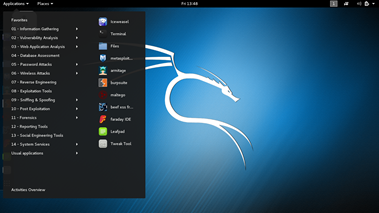 Applications Places Fri 13:46 1
Favorites
01 - Information Gathering
02 - Vulnerability Analysis
03 - Web Application Analysis
04 - Database Assessment
05 - Password Attacks
06 - Wireless Attacks
07 - Reverse Engineering
08 - Exploitation Tools
09 - Sniffing & Spoofing
10 - Post Exploitation
11 - Forensics
12 - Reporting Tools
13 - Social Engineering Tools
14 - System Services
Usual applications
Activities Overview
Iceweasel
Terminal
Files
metasploit...
armitage
burpsuite
maltego
beef xss fr...
faraday IDE
Leafpad
Tweak Tool